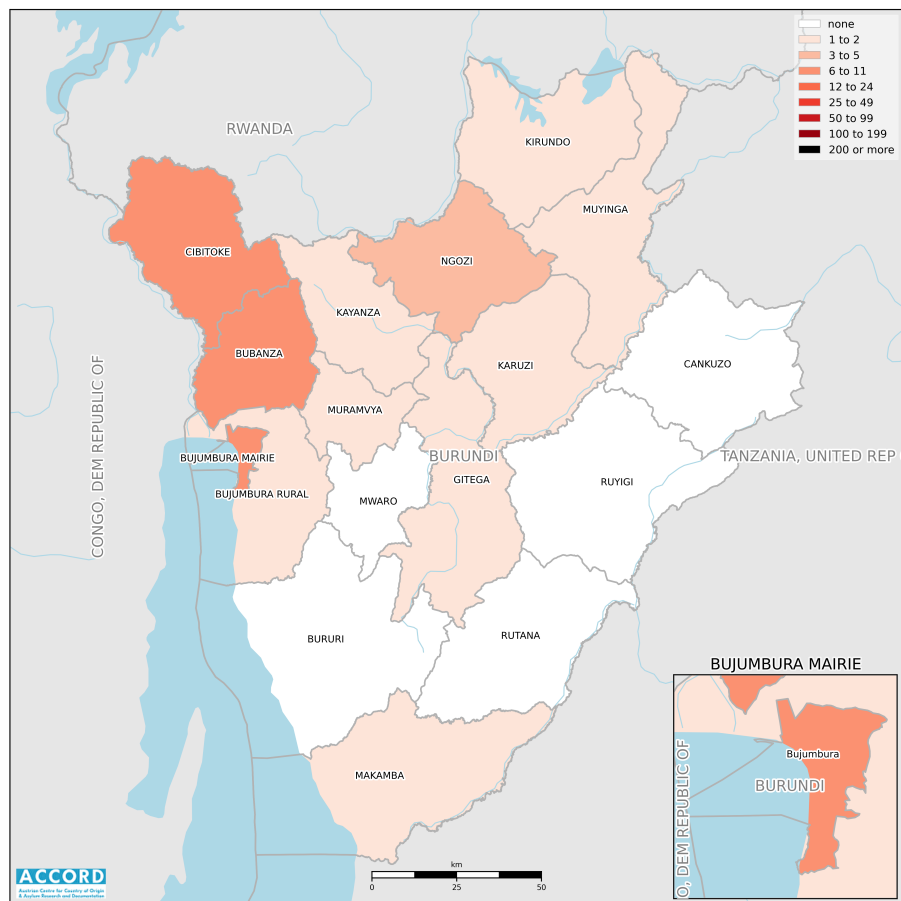 none
1 to 2
3 to 5
6 to 11
12 to 24
25 to 49
50 to 99
100 to 199
200 or more
RWANDA
KIRUNDO
MUYINGA
CIBITOKE
NGOZI
KAYANZA
BUBANZA
KARUZI
CANKUZO
MURAMVYA
CONGO, DEM REPUBLIC OF
BURUNDI
TANZANIA, UNITED REP
BUJUMBURA MAIRIE
GITEGA
RUYIGI
BUJUMBURA RURAL
MWARO
BURURI
RUTANA
MAKAMBA
BUJUMBURA MAIRIE
Bujumbura
BURUNDI
O, DEM REPUBLIC OF
km
0 25 50
ACCORD
Austrian Centre for Country of Origin
& Asylum Research and Documentation